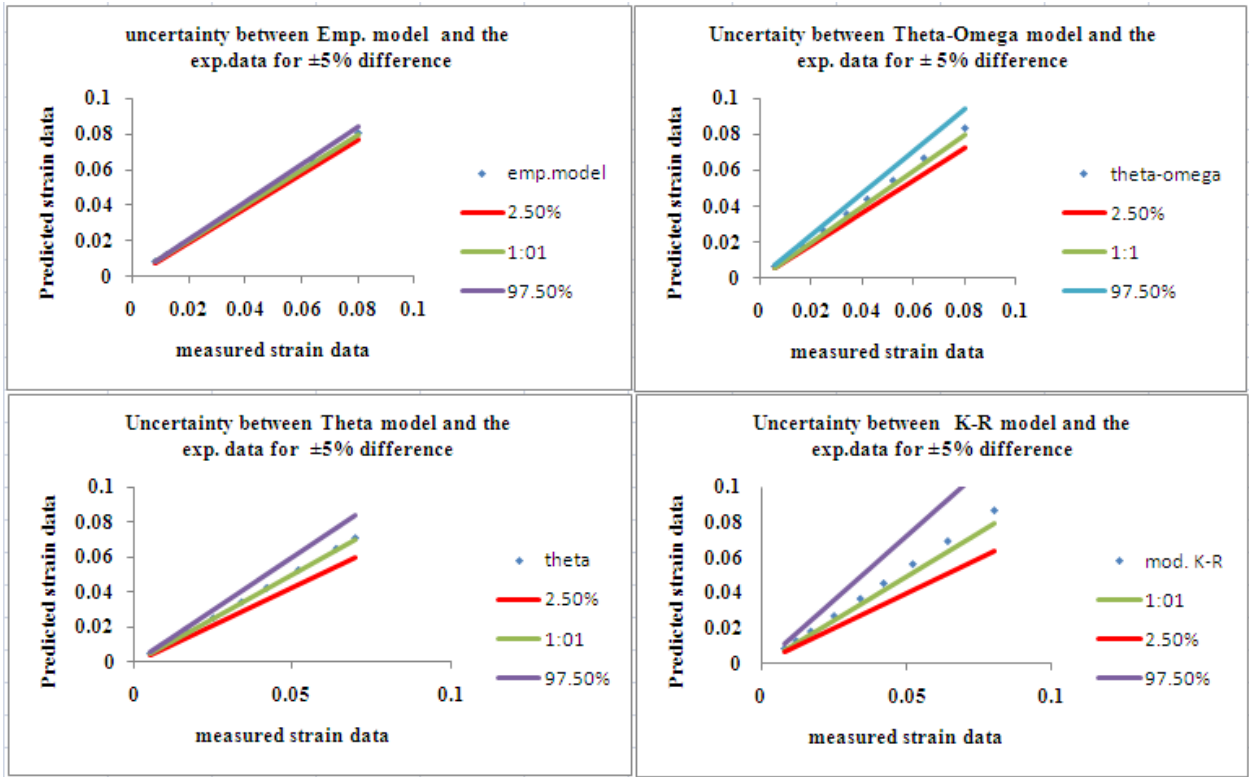 uncertainty between Emp. model and the
exp.data for ±5% difference
Predicted strain data
0.1
0.08
0.06
0.04
0.02
0
0 0.02 0.04 0.06 0.08 0.1
measured strain data
emp.model
2.50%
1:01
97.50%
Uncertaity between Theta-Omega model and the
exp. data for ± 5% difference
Predicted strain data
0.1
0.08
0.06
0.04
0.02
0
0 0.02 0.04 0.06 0.08 0.1
measured strain data
theta-omega
2.50%
1:1
97.50%
Uncertainty between Theta model and the
exp. data for ±5% difference
Predicted strain data
0.1
0.08
0.06
0.04
0.02
0
0 0.05 0.1
measured strain data
theta
2.50%
1:01
97.50%
Uncertainty between K-R model and the
exp.data for ±5% difference
Predicted strain data
0.1
0.08
0.06
0.04
0.02
0
0 0.05 0.1
measured strain data
mod. K-R
1:01
2.50%
97.50%